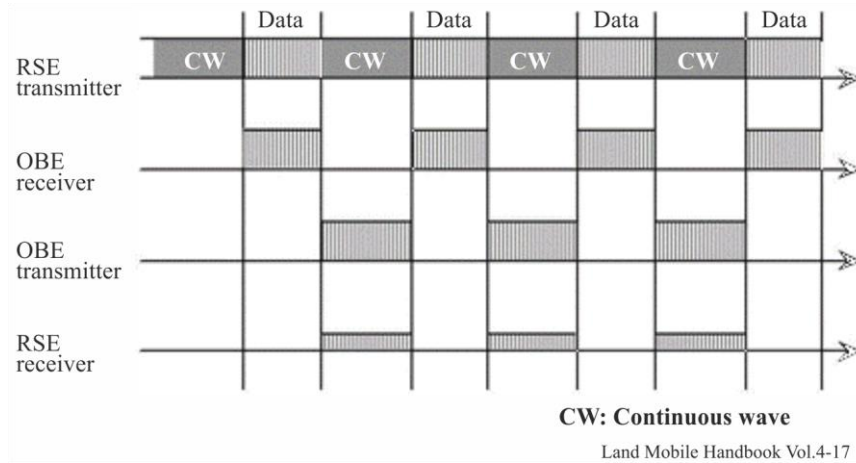 Data Data Data Data
RSE
transmitter
CW CW CW CW
OBE
receiver
OBE
transmitter
RSE
receiver
CW: Continuous wave
Land Mobile Handbook Vol.4-17